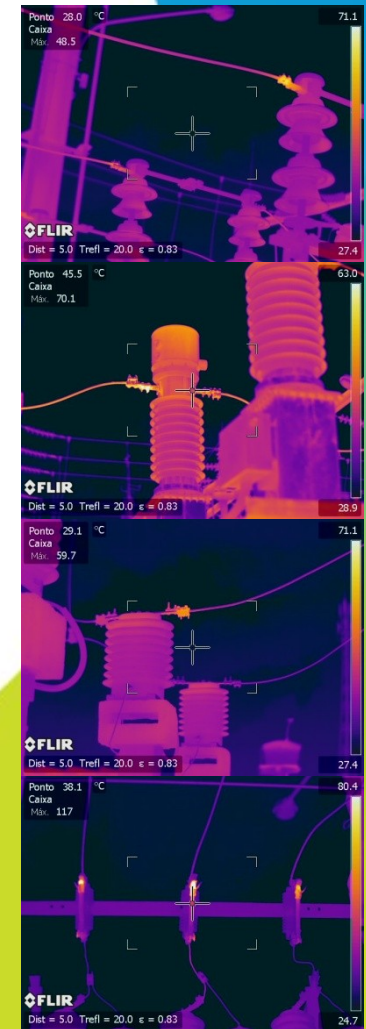 Ponto 28.0 °C 71.1
Caixa
Máx. 48.5
FLIR
27.4
Dist = 5.0 Trefl = 20.0 ε = 0.83
Ponto 45.5 °C 63.0
Caixa
Máx. 70.1
FLIR
28.9
Dist = 5.0 Trefl = 20.0 ε = 0.83
Ponto 29.1 °C 71.1
Caixa
Máx. 59.7
FLIR
27.4
Dist = 5.0 Trefl = 20.0 ε = 0.83
Ponto 38.1 °C 80.4
Caixa
Máx. 117
FLIR
24.7
Dist = 5.0 Trefl = 20.0 ε = 0.83